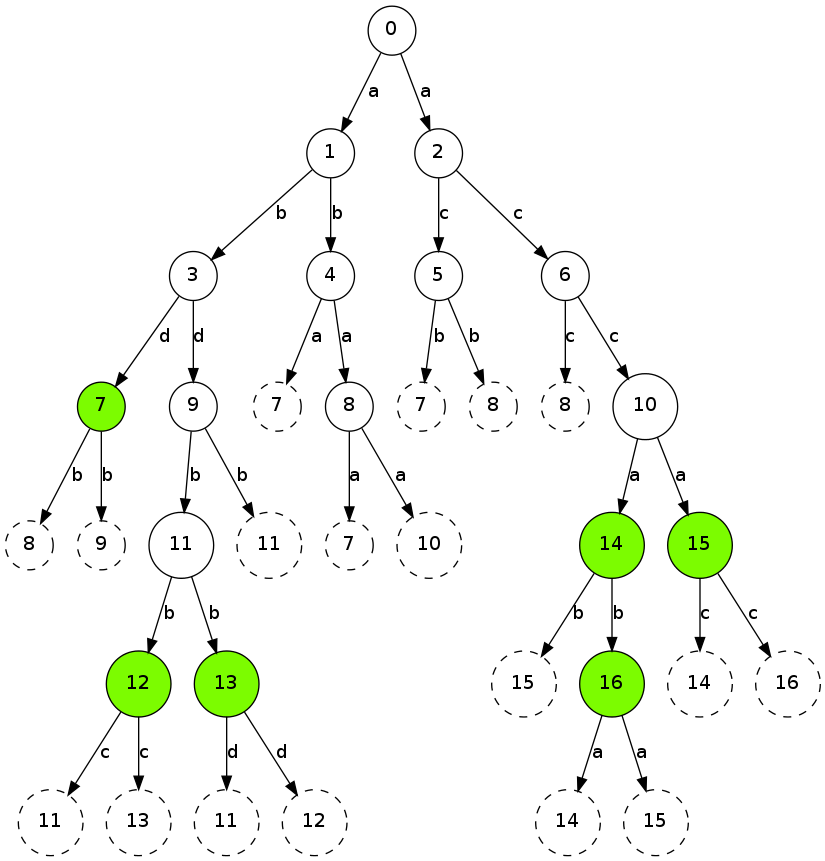 0
a a
1 2
b b c c
3 4 5 6
d d a a b b c c
7 9 7 8 7 8 8 10
b b b b a a a a
8 9 11 11 7 10 14 15
b b b b c c
12 13 15 16 14 16
c c d d a a
11 13 11 12 14 15